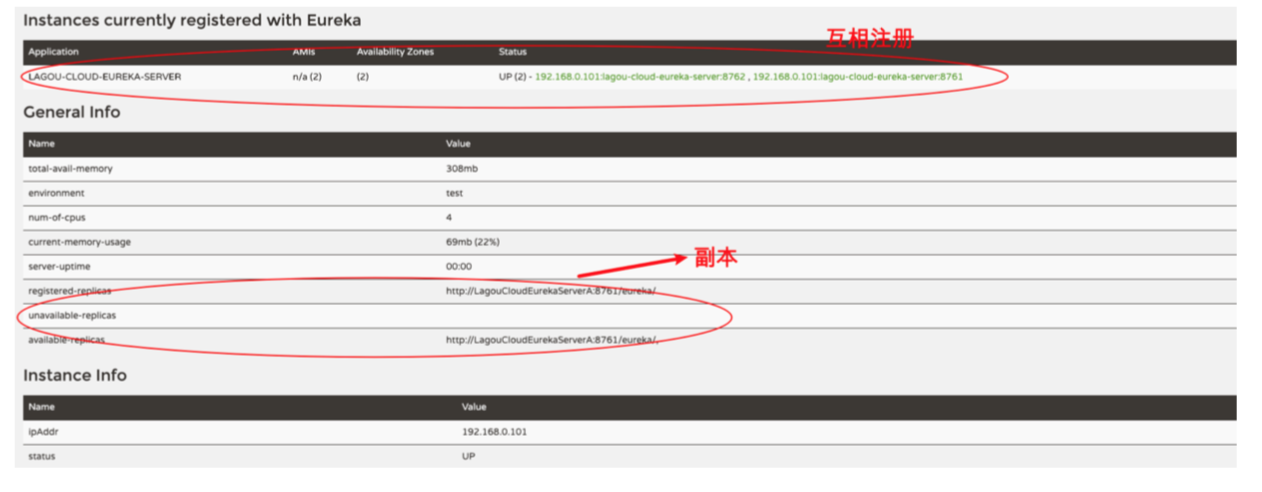 Instances currently registered with Eureka
互相注册
Application AMIs Availability Zones Status
LAGOU-CLOUD-EUREKA-SERVER n/a (2) (2) UP (2) - 192.168.0.101:lagou-cloud-eureka-server:8762 , 192.168.0.101:lagou-cloud-eureka-server:8761
General Info
Name Value
total-avail-memory 308mb
environment test
num-of-cpus 4
current-memory-usage 69mb (22%)
副本
server-uptime 00:00
registered-replicas http://LagouCloudEurekaServerA:8761/eureka/
unavailable-replicas
available-replicas http://LagouCloudEurekaServerA:8761/eureka/,
Instance Info
Name Value
ipAddr 192.168.0.101
status UP